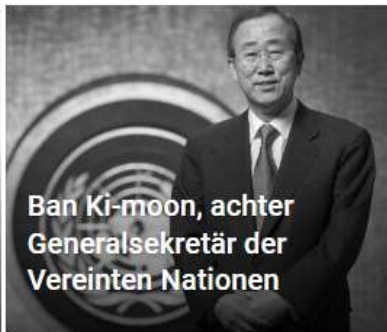 Ban Ki-moon, achter
Generalsekretär der
Vereinten Nationen